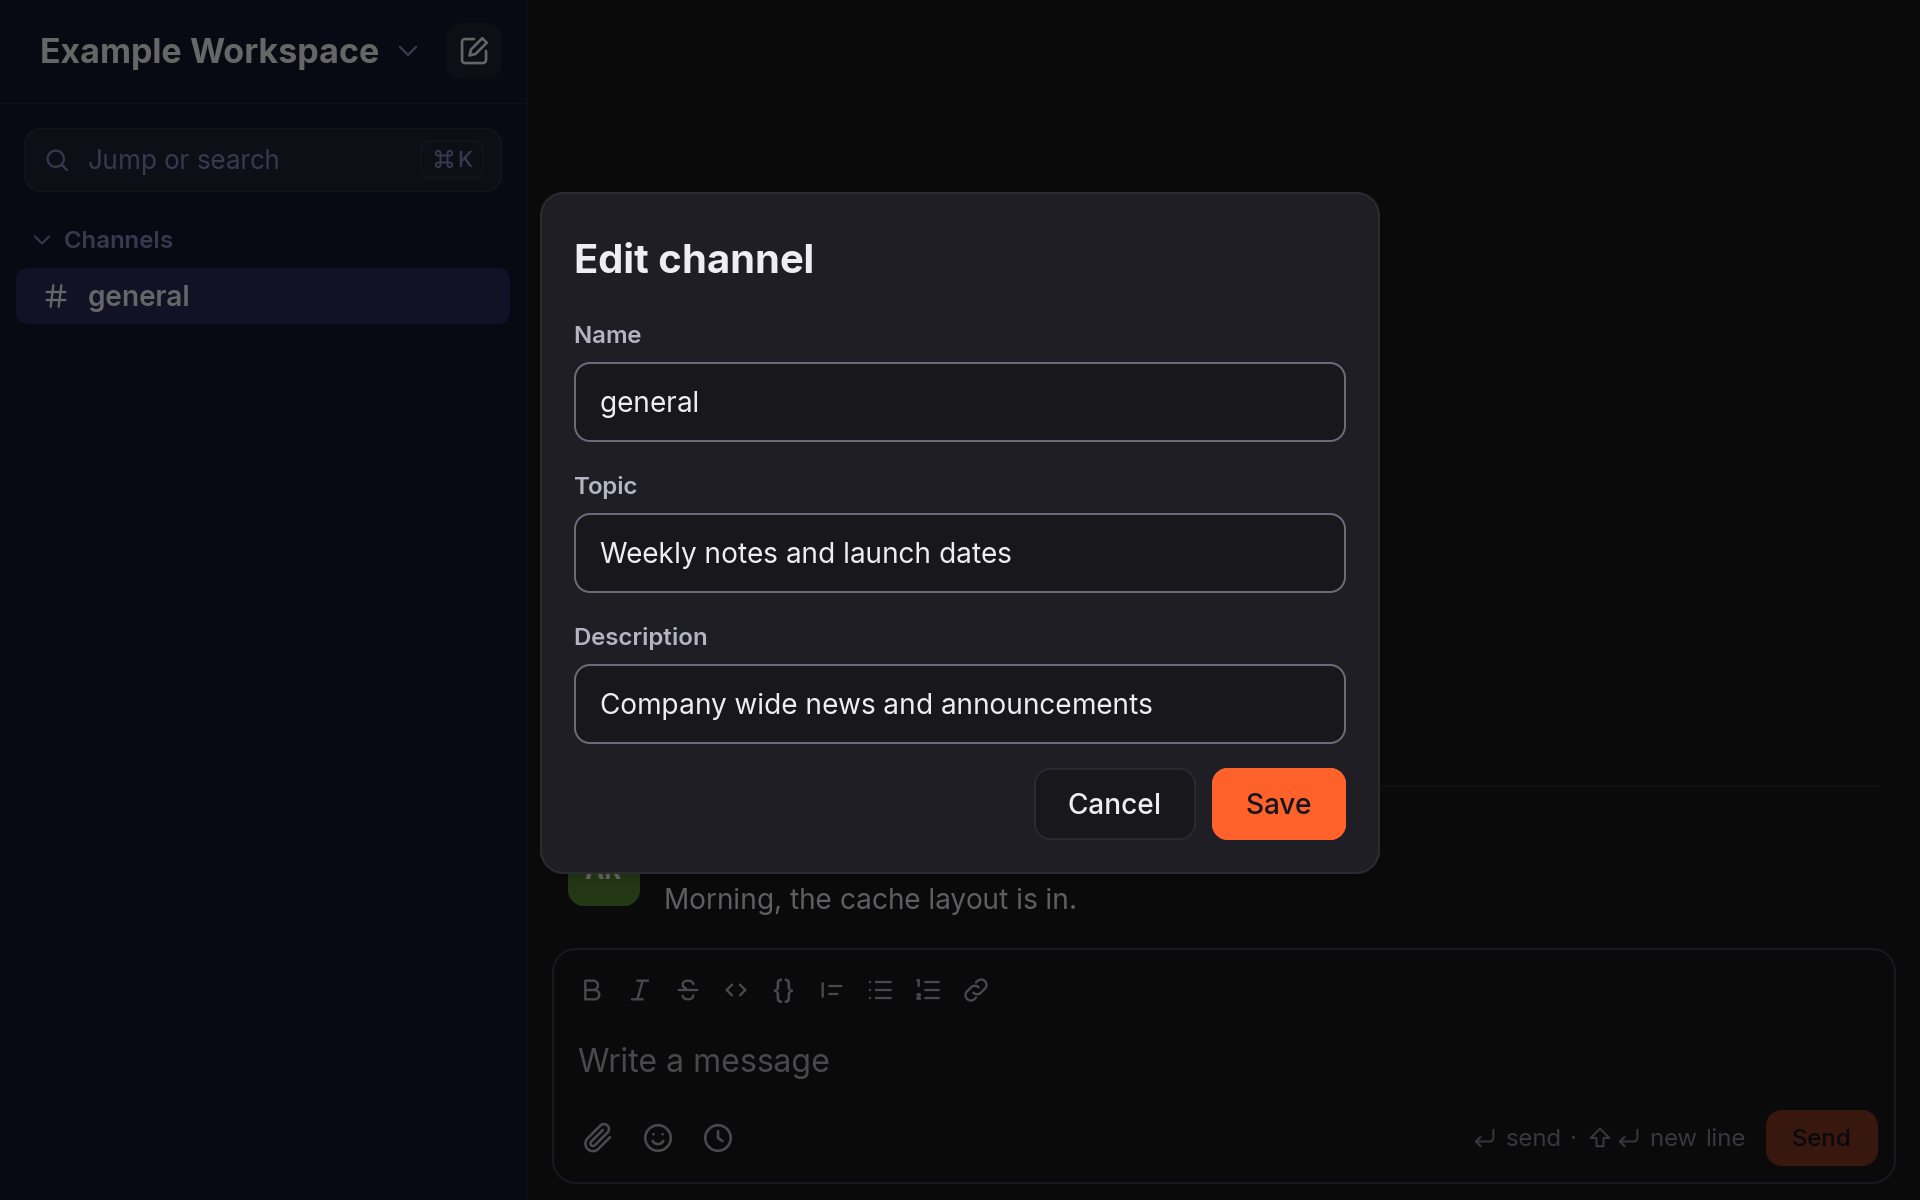 Example Workspace
Jump or search
⌘K
Channels
# general
Edit channel
Name
general
Topic
Weekly notes and launch dates
Description
Company wide news and announcements
Cancel
Save
Morning, the cache layout is in.
Write a message
send · new line
Send